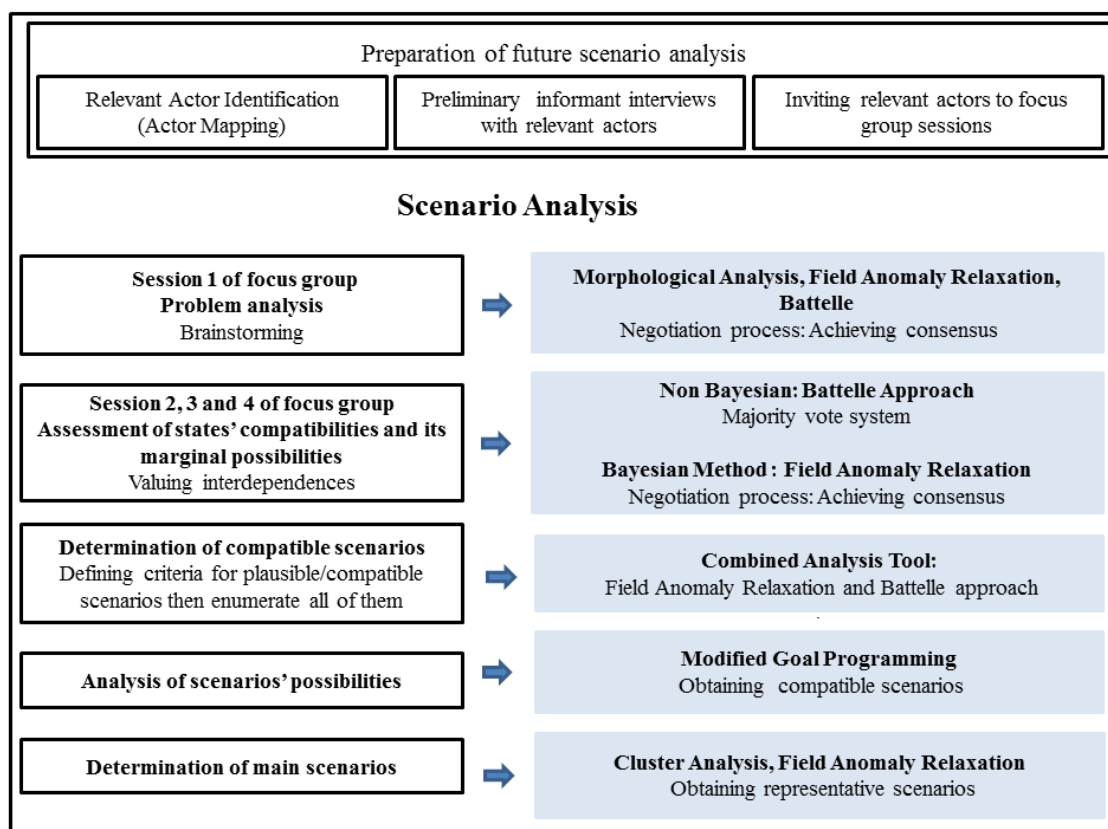 Preparation of future scenario analysis
Relevant Actor Identification
(Actor Mapping)
Preliminary informant interviews
with relevant actors
Inviting relevant actors to focus
group sessions
Scenario Analysis
Session 1 of focus group
Problem analysis
Brainstorming
Morphological Analysis, Field Anomaly Relaxation,
Battelle
Negotiation process: Achieving consensus
Session 2, 3 and 4 of focus group
Assessment of states' compatibilities and its
marginal possibilities
Valuing interdependences
Non Bayesian: Battelle Approach
Majority vote system
Bayesian Method : Field Anomaly Relaxation
Negotiation process: Achieving consensus
Determination of compatible scenarios
Defining criteria for plausible/compatible
scenarios then enumerate all of them
Combined Analysis Tool:
Field Anomaly Relaxation and Battelle approach
Analysis of scenarios' possibilities
Modified Goal Programming
Obtaining compatible scenarios
Determination of main scenarios
Cluster Analysis, Field Anomaly Relaxation
Obtaining representative scenarios